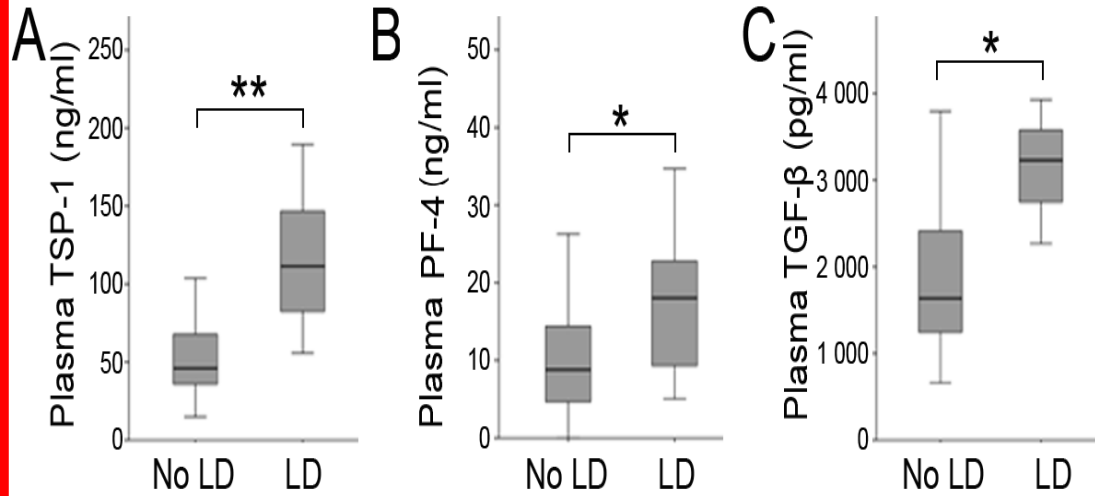 A
Plasma TSP-1 (ng/ml)
250
200
150
100
50
0
**
No LD
LD
B
Plasma PF-4 (ng/ml)
50
40
30
20
10
0
*
No LD
LD
C
Plasma TGF-β (pg/ml)
4 000
3 000
2 000
1 000
0
*
No LD
LD